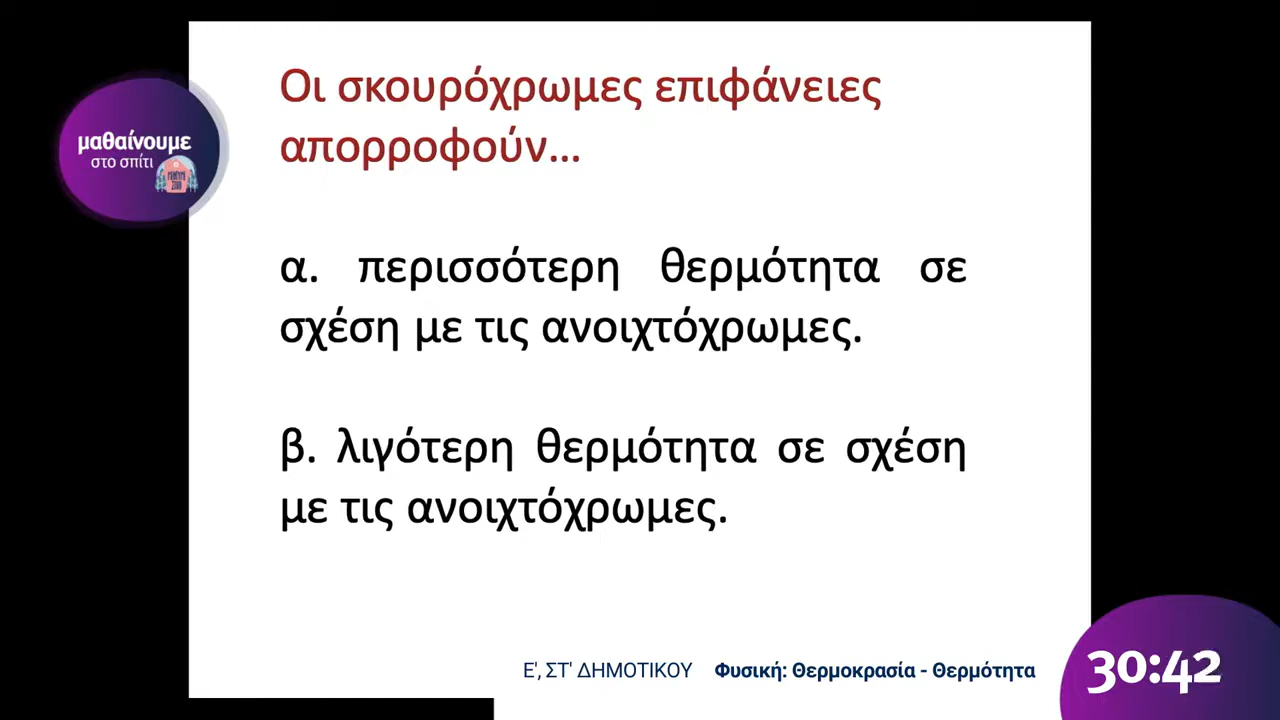 Οι σκουρόχρωμες επιφάνειες
απορροφούν...
μαθαίνουμε
στο σπίτι
α. περισσότερη θερμότητα σε
σχέση με τις ανοιχτόχρωμες.
β. λιγότερη θερμότητα σε σχέση
με τις ανοιχτόχρωμες.
Ε', ΣΤ' ΔΗΜΟΤΙΚΟΥ Φυσική: Θερμοκρασία - Θερμότητα
30:42